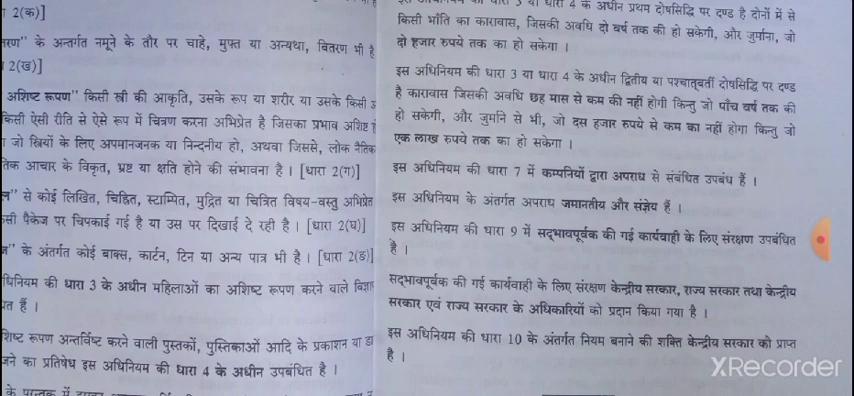 2(क)]
तरण" के अन्तर्गत नमूने के तौर पर चाहे, मुफ्त या अन्यथा, वितरण भी है
2(ख)]
अशिष्ट रूपण" किसी स्त्री की आकृति, उसके रूप या शरीर या उसके किसी
किसी ऐसी रीति से ऐसे रूप में चित्रण करना अभिप्रेत है जिसका प्रभाव अशिष्ट
जो स्त्रियों के लिए अपमानजनक या निन्दनीय हो, अथवा जिससे, लोक नैतिक
तिक आचार के विकृत, भ्रष्ट या क्षति होने की संभावना है । [धारा 2(ग)]
से कोई लिखित, चिह्नित, स्टाम्पित, मुद्रित या चित्रित विषय-वस्तु अभिप्रेत
सी पैकेज पर चिपकाई गई है या उस पर दिखाई दे रही है । [धारा 2(घ)]
के अंतर्गत कोई बाक्स, कार्टन, टिन या अन्य पात्र भी है । [धारा 2(ङ)]
धिनियम की धारा 3 के अधीन महिलाओं का अशिष्ट रूपण करने वाले विज्ञा
हैं ।
शिष्ट रूपण अन्तर्विष्ट करने वाली पुस्तकों, पुस्तिकाओं आदि के प्रकाशन या डा
जने का प्रतिषेध इस अधिनियम की धारा 4 के अधीन उपबंधित है ।
धारा 3 या धारा 4 के अधीन प्रथम दोषसिद्धि पर दण्ड है दोनों में से
किसी भाँति का कारावास, जिसकी अवधि दो वर्ष तक की हो सकेगी, और जुर्माना, जो
दो हजार रुपये तक का हो सकेगा ।
इस अधिनियम की धारा 3 या धारा 4 के अधीन द्वितीय या पश्चात्वर्ती दोषसिद्धि पर दण्ड
है कारावास जिसकी अवधि छह मास से कम की नहीं होगी किन्तु जो पाँच वर्ष तक की
हो सकेगी, और जुर्माने से भी, जो दस हजार रुपये से कम का नहीं होगा किन्तु जो
एक लाख रुपये तक का हो सकेगा ।
इस अधिनियम की धारा 7 में कम्पनियों द्वारा अपराध से संबंधित उपबंध हैं ।
इस अधिनियम के अंतर्गत अपराध जमानतीय और संज्ञेय हैं ।
इस अधिनियम की धारा 9 में सद्भावपूर्वक की गई कार्यवाही के लिए संरक्षण उपबंधित
है ।
सद्भावपूर्वक की गई कार्यवाही के लिए संरक्षण केन्द्रीय सरकार, राज्य सरकार तथा केन्द्रीय
सरकार एवं राज्य सरकार के अधिकारियों को प्रदान किया गया है ।
इस अधिनियम की धारा 10 के अंतर्गत नियम बनाने की शक्ति केन्द्रीय सरकार को प्राप्त
है ।
XRecorder